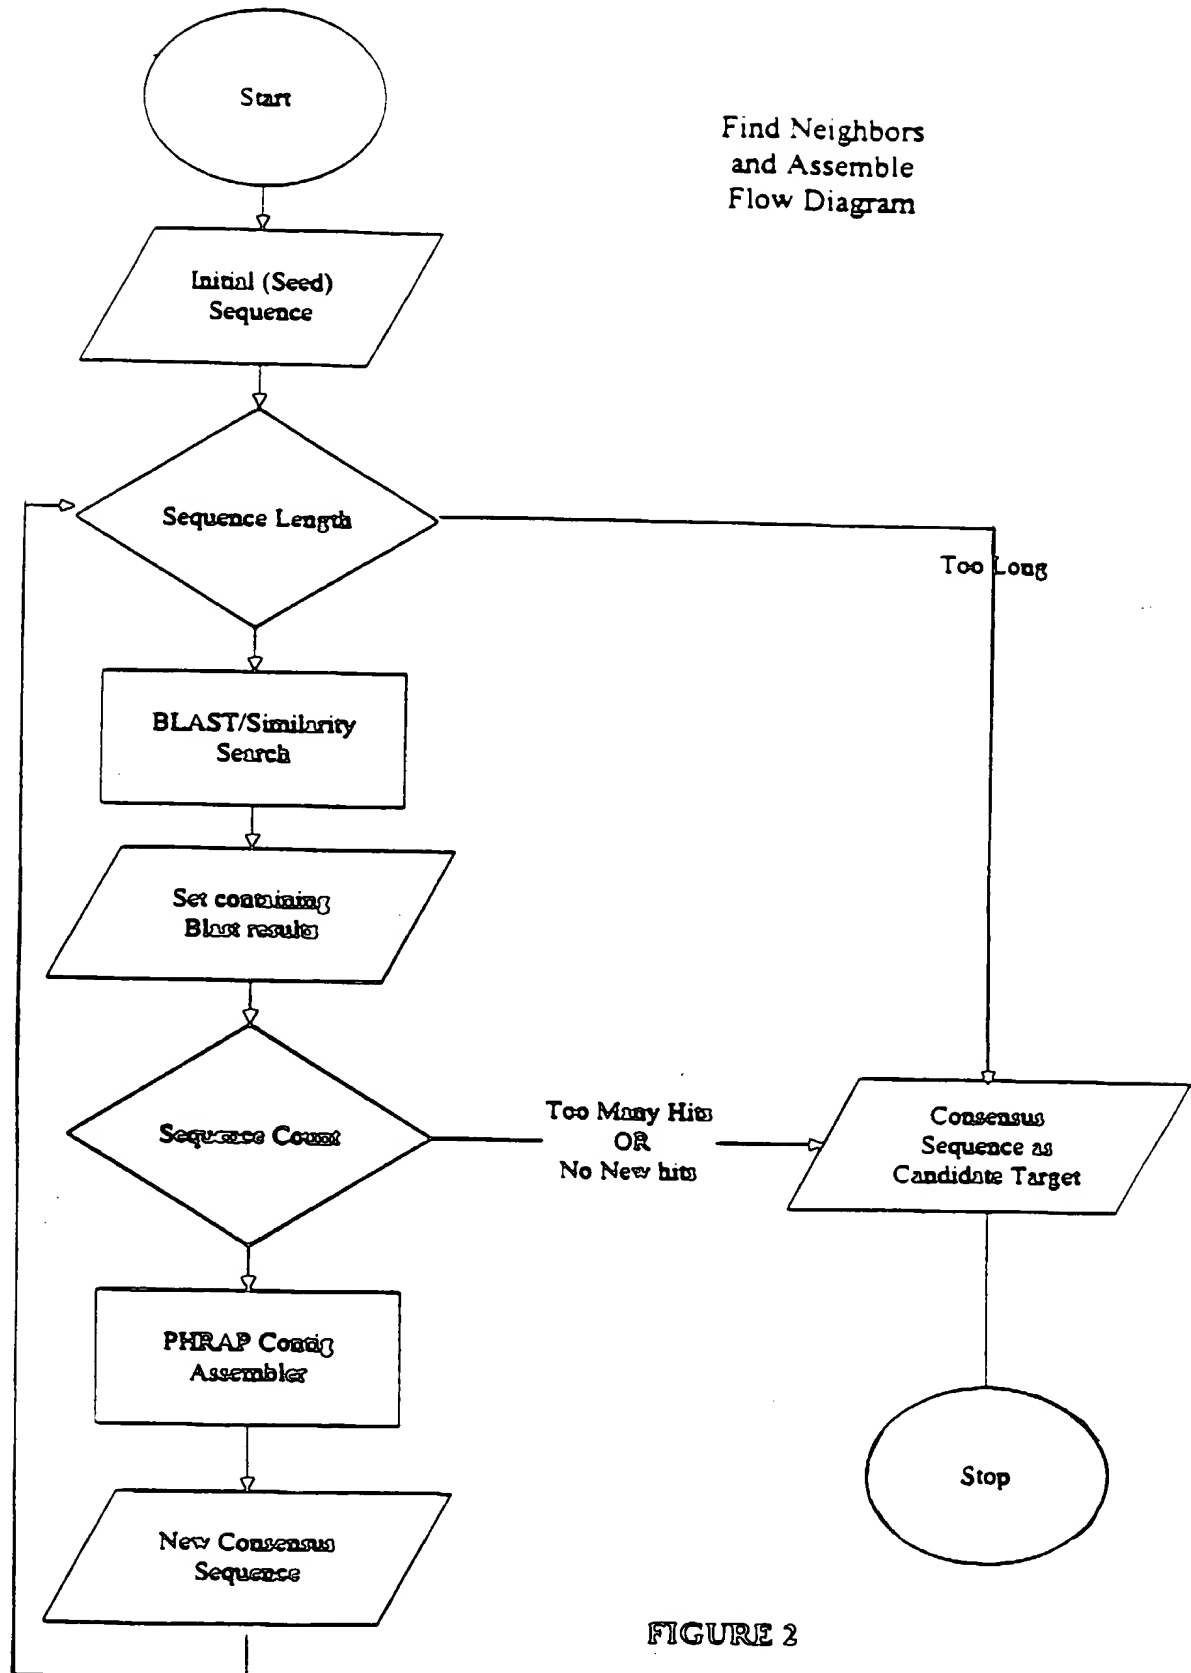 Start
Find Neighbors
and Assemble
Flow Diagram
Initial (Seed)
Sequence
Sequence Length
Too Long
BLAST/Similarity
Search
Set containing
Blast results
Sequence Count
Too Many Hits
OR
No New hits
Consensus
Sequence as
Candidate Target
PHRAP Contig
Assembler
Stop
New Consensus
Sequence
FIGURE 2